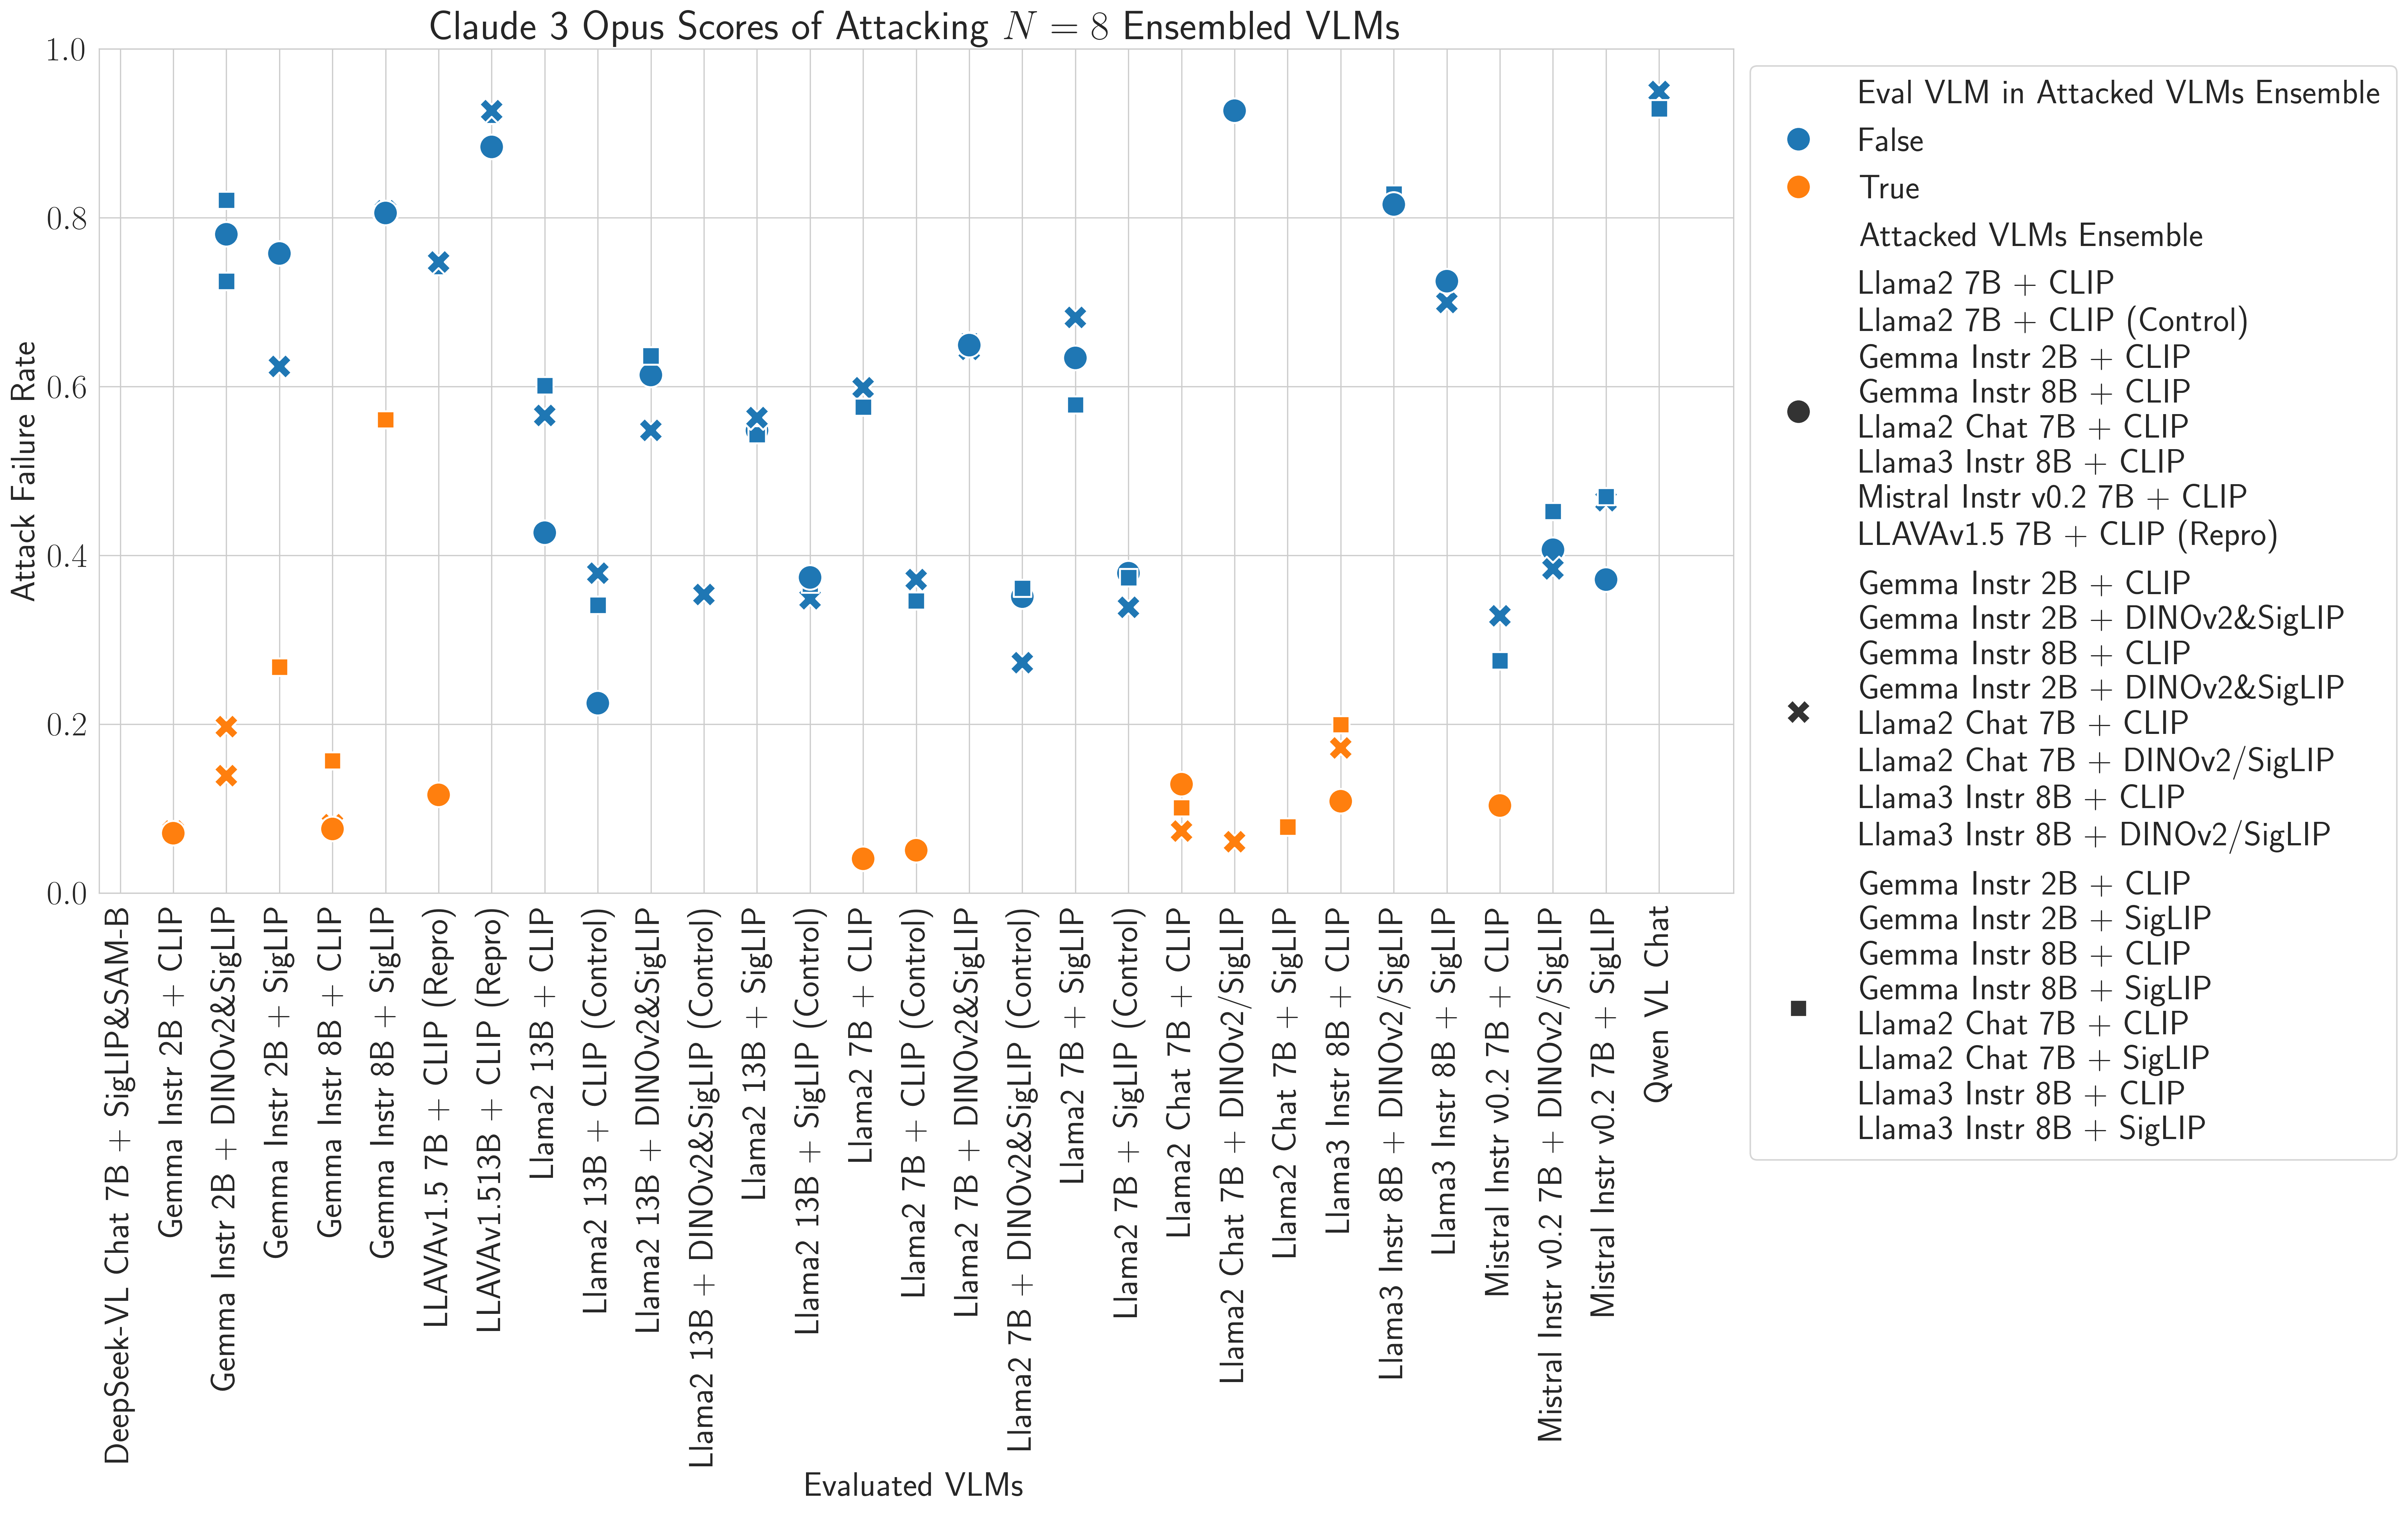 Claude 3 Opus Scores of Attacking N = 8 Ensembled VLMs
Attack Failure Rate
1.0
0.8
0.6
0.4
0.2
0.0
DeepSeek-VL Chat 7B + SigLIP&SAM-B
Gemma Instr 2B + CLIP
Gemma Instr 2B + DINOv2&SigLIP
Gemma Instr 2B + SigLIP
Gemma Instr 8B + CLIP
Gemma Instr 8B + SigLIP
LLAVAv1.5 7B + CLIP (Repro)
LLAVAv1.513B + CLIP (Repro)
Llama2 13B + CLIP
Llama2 13B + CLIP (Control)
Llama2 13B + DINOv2&SigLIP
Llama2 13B + DINOv2&SigLIP (Control)
Llama2 13B + SigLIP
Llama2 13B + SigLIP (Control)
Llama2 7B + CLIP
Llama2 7B + CLIP (Control)
Llama2 7B + DINOv2&SigLIP
Llama2 7B + DINOv2&SigLIP (Control)
Llama2 7B + SigLIP
Llama2 7B + SigLIP (Control)
Llama2 Chat 7B + CLIP
Llama2 Chat 7B + DINOv2/SigLIP
Llama2 Chat 7B + SigLIP
Llama3 Instr 8B + CLIP
Llama3 Instr 8B + DINOv2/SigLIP
Llama3 Instr 8B + SigLIP
Mistral Instr v0.2 7B + CLIP
Mistral Instr v0.2 7B + DINOv2/SigLIP
Mistral Instr v0.2 7B + SigLIP
Qwen VL Chat
Evaluated VLMs
Eval VLM in Attacked VLMs Ensemble
False
True
Attacked VLMs Ensemble
Llama2 7B + CLIP
Llama2 7B + CLIP (Control)
Gemma Instr 2B + CLIP
Gemma Instr 8B + CLIP
Llama2 Chat 7B + CLIP
Llama3 Instr 8B + CLIP
Mistral Instr v0.2 7B + CLIP
LLAVAv1.5 7B + CLIP (Repro)
Gemma Instr 2B + CLIP
Gemma Instr 2B + DINOv2&SigLIP
Gemma Instr 8B + CLIP
Gemma Instr 2B + DINOv2&SigLIP
Llama2 Chat 7B + CLIP
Llama2 Chat 7B + DINOv2/SigLIP
Llama3 Instr 8B + CLIP
Llama3 Instr 8B + DINOv2/SigLIP
Gemma Instr 2B + CLIP
Gemma Instr 2B + SigLIP
Gemma Instr 8B + CLIP
Gemma Instr 8B + SigLIP
Llama2 Chat 7B + CLIP
Llama2 Chat 7B + SigLIP
Llama3 Instr 8B + CLIP
Llama3 Instr 8B + SigLIP